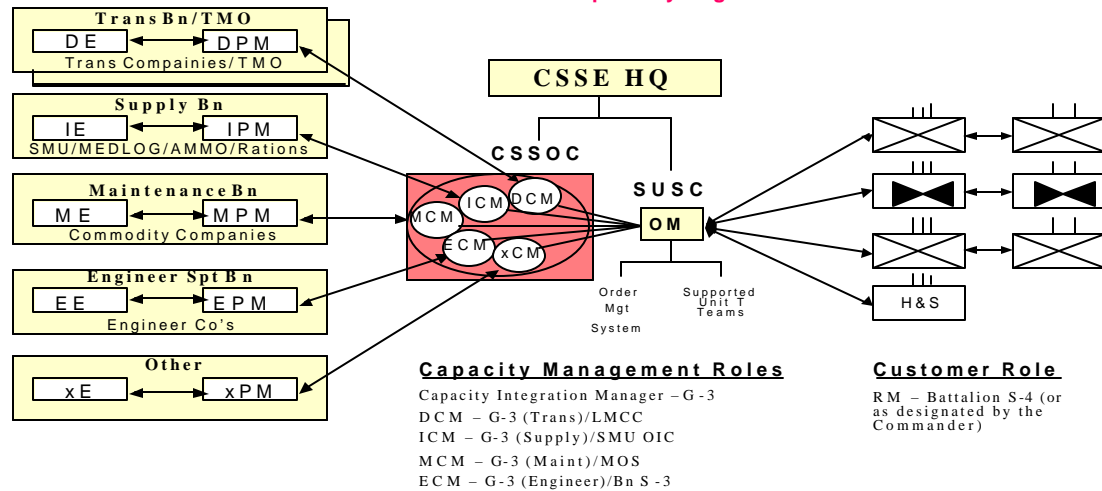 Trans Bn/TMO
DE DPM
Trans Compainies/TMO
Supply Bn
IE IPM
SMU/MEDLOG/AMMO/Rations
Maintenance Bn
ME MPM
Commodity Companies
Engineer Spt Bn
EE EPM
Engineer Co's
Other
xE xPM
CSSE HQ
CSSOC
MCM ICM DCM
ECM xCM
SUSC
OM
Order
Mgt
System
Supported
Unit T
Teams
H&S
Capacity Management Roles
Capacity Integration Manager – G-3
DCM – G-3 (Trans)/LMCC
ICM – G-3 (Supply)/SMU OIC
MCM – G-3 (Maint)/MOS
ECM – G-3 (Engineer)/Bn S-3
Customer Role
RM – Battalion S-4 (or
as designated by the
Commander)